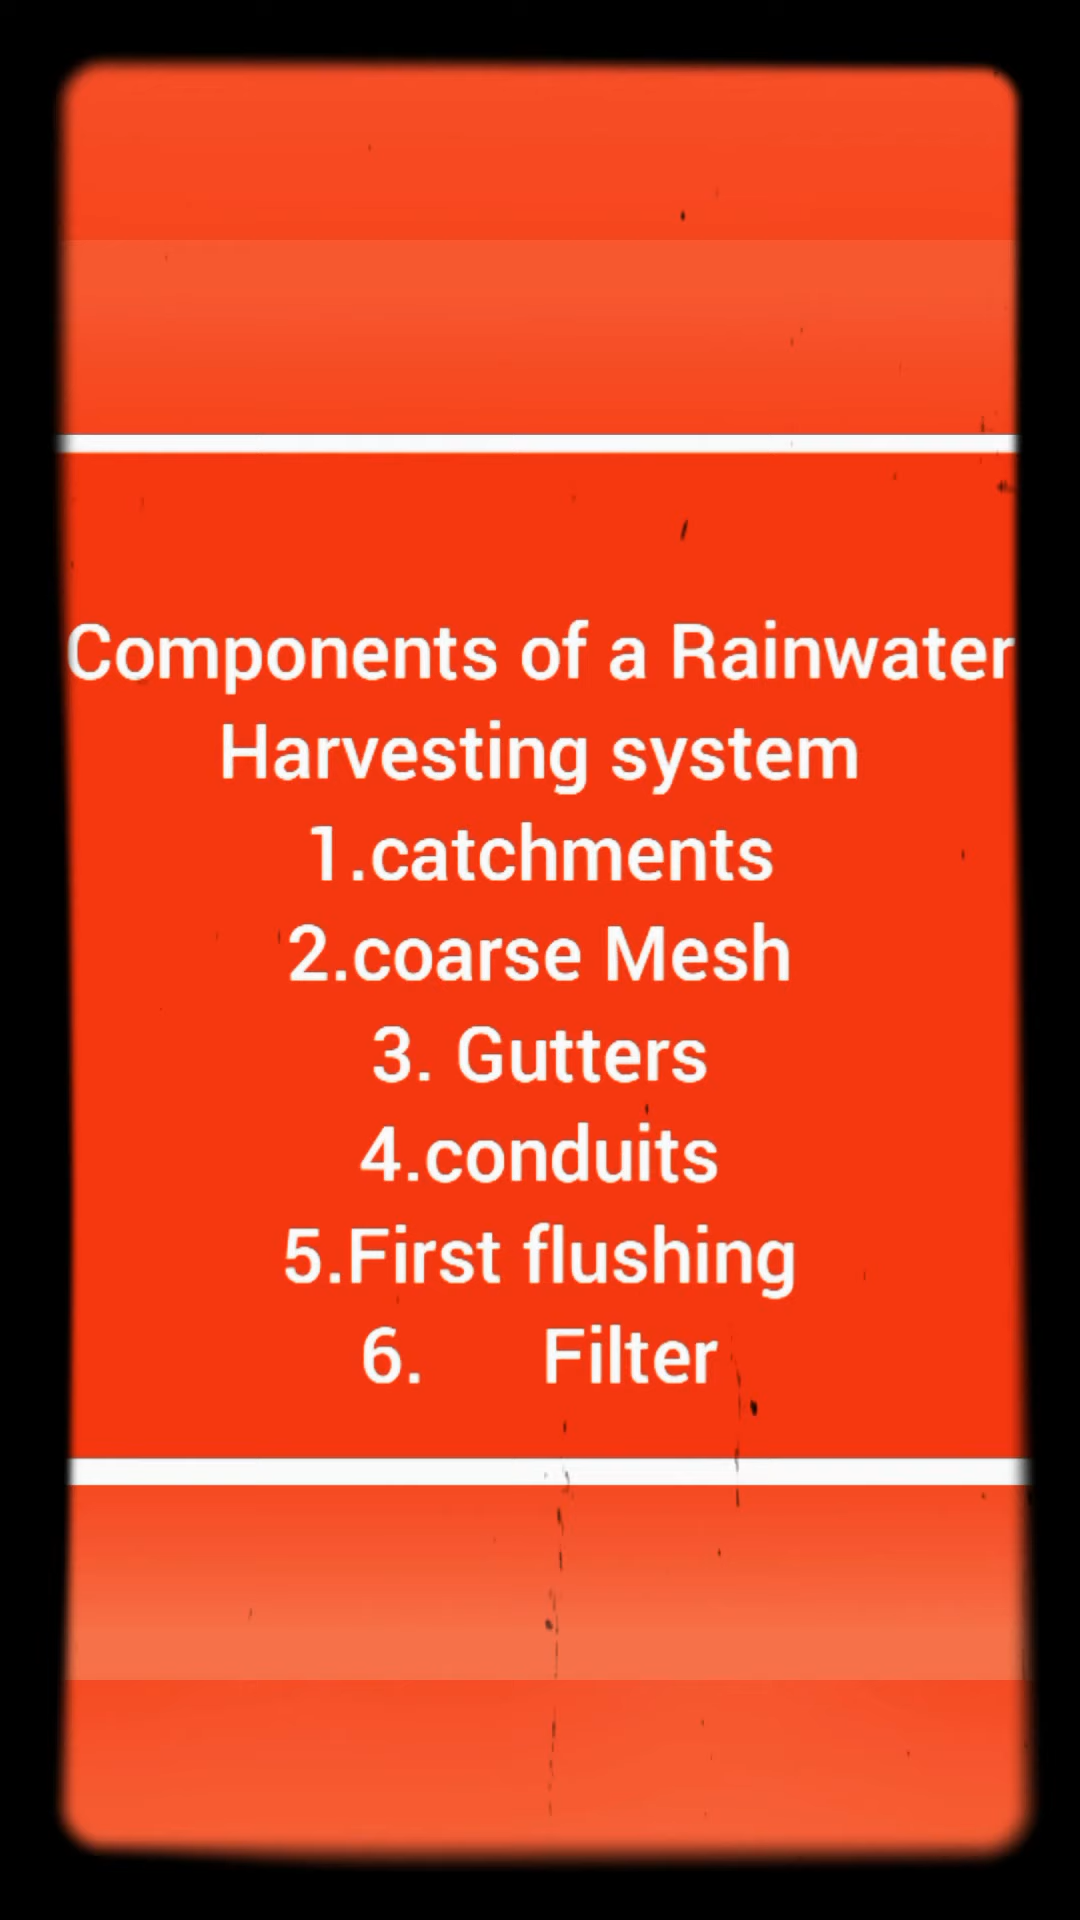 Components of a Rainwater
Harvesting system
1.catchments
2.coarse Mesh
3. Gutters
4.conduits
5.First flushing
6.      Filter